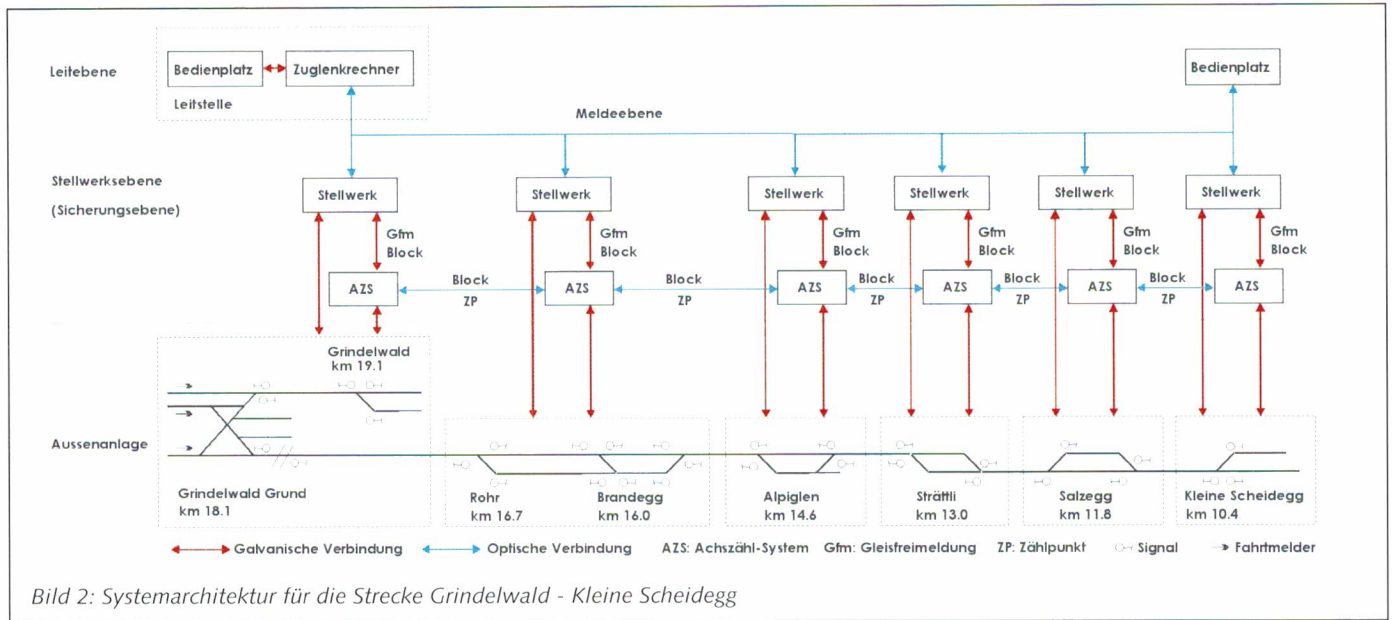 Leitebene
Bedienplatz
Zuglenkrechner
Bedienplatz
Leitstelle
Meldeebene
Stellwerksebene
(Sicherungsebene)
Stellwerk
Stellwerk
Stellwerk
Stellwerk
Stellwerk
Stellwerk
Gfm
Block
Gfm
Block
Gfm
Block
Gfm
Block
Gfm
Block
Gfm
Block
AZS
Block
ZP
AZS
Block
ZP
AZS
Block
ZP
AZS
Block
ZP
AZS
Block
ZP
AZS
Grindelwald
km 19.1
Aussenanlage
Grindelwald Grund
km 18.1
Rohr
km 16.7
Brandegg
km 16.0
Alpiglen
km 14.6
Strättli
km 13.0
Salzegg
km 11.8
Kleine Scheidegg
km 10.4
Galvanische Verbindung
Optische Verbindung
AZS: Achszähl-System
Gfm: Gleisfreimeldung
ZP: Zählpunkt
Signal
Fahrtmelder
Bild 2: Systemarchitektur für die Strecke Grindelwald - Kleine Scheidegg